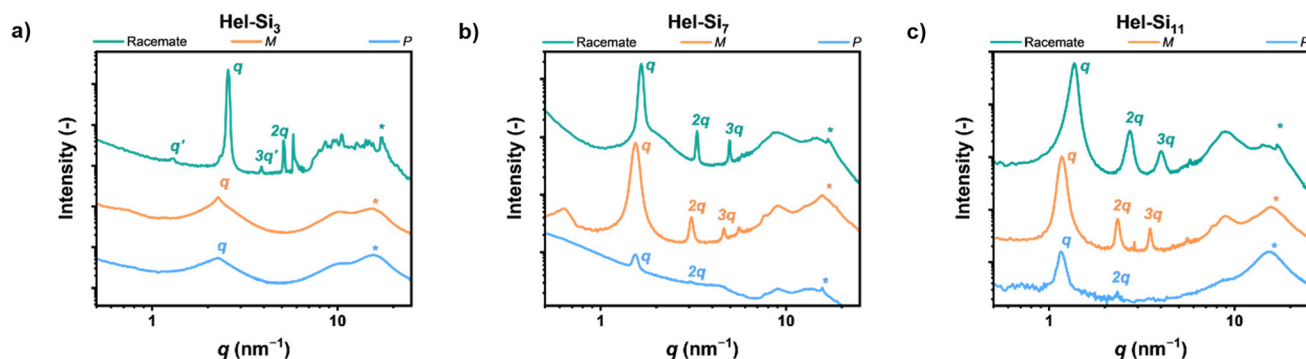 a)
Hel-Si₃
Racemate M P
Intensity (-)
q
q'
3q'
2q
*
q
*
q
*
1 10
q (nm⁻¹)
b)
Hel-Si₇
Racemate M P
Intensity (-)
q
2q
3q
*
q
2q
3q
*
q
2q
*
1 10
q (nm⁻¹)
c)
Hel-Si₁₁
Racemate M P
Intensity (-)
q
2q
3q
*
q
2q
3q
*
q
2q
*
1 10
q (nm⁻¹)